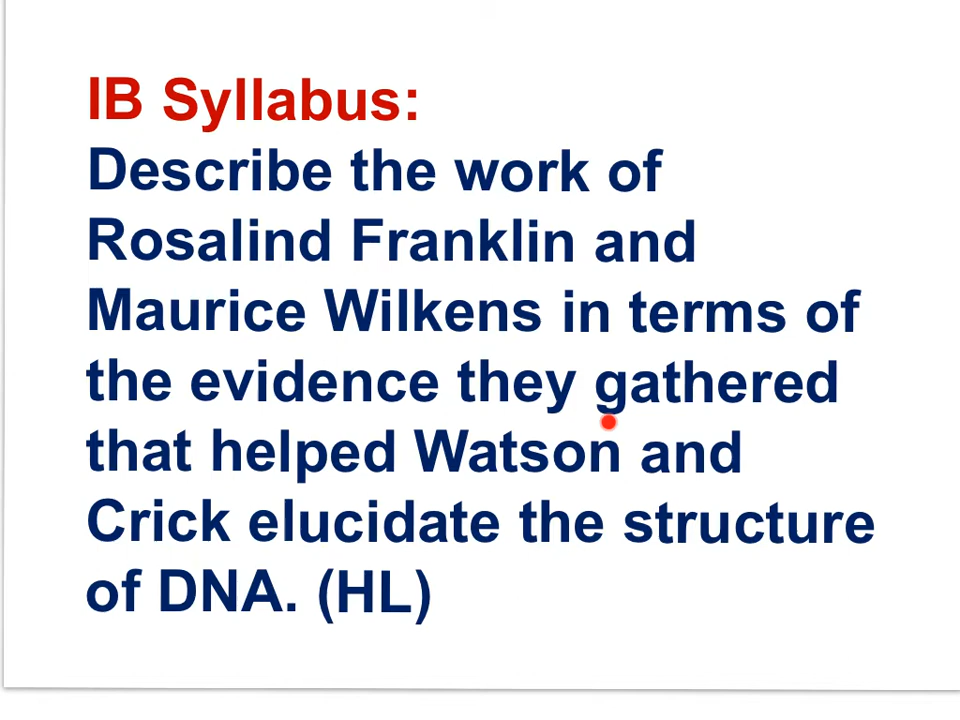 IB Syllabus:
Describe the work of
Rosalind Franklin and
Maurice Wilkens in terms of
the evidence they gathered
that helped Watson and
Crick elucidate the structure
of DNA. (HL)